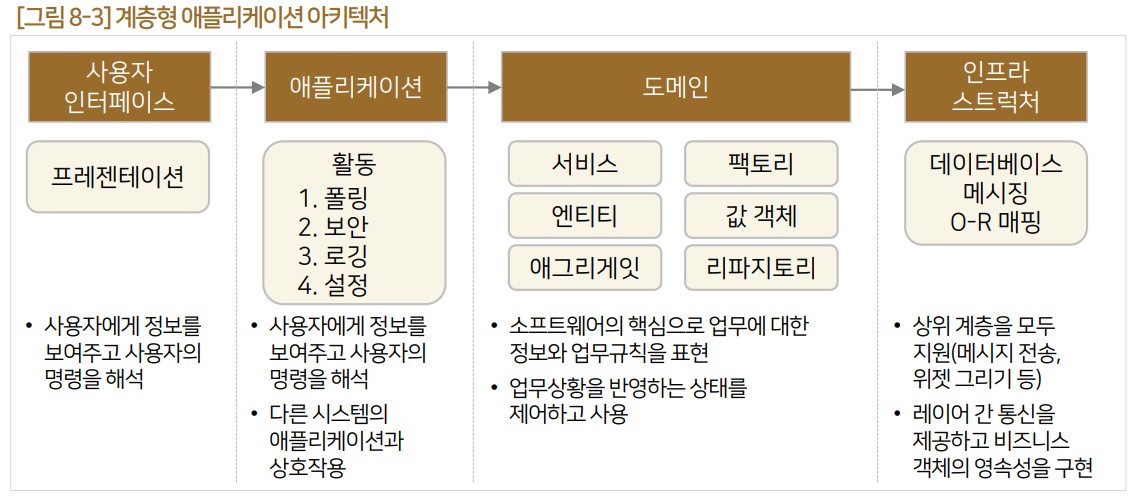 [그림 8-3] 계층형 애플리케이션 아키텍처
사용자
인터페이스
애플리케이션
도메인
인프라
스트럭처
프레젠테이션
활동
1. 폴링
2. 보안
3. 로깅
4. 설정
서비스
팩토리
엔티티
값 객체
애그리게잇
리파지토리
데이터베이스
메시징
O-R 매핑
• 사용자에게 정보를
보여주고 사용자의
명령을 해석
• 사용자에게 정보를
보여주고 사용자의
명령을 해석
• 다른 시스템의
애플리케이션과
상호작용
• 소프트웨어의 핵심으로 업무에 대한
정보와 업무규칙을 표현
• 업무상황을 반영하는 상태를
제어하고 사용
• 상위 계층을 모두
지원(메시지 전송,
위젯 그리기 등)
• 레이어 간 통신을
제공하고 비즈니스
객체의 영속성을 구현